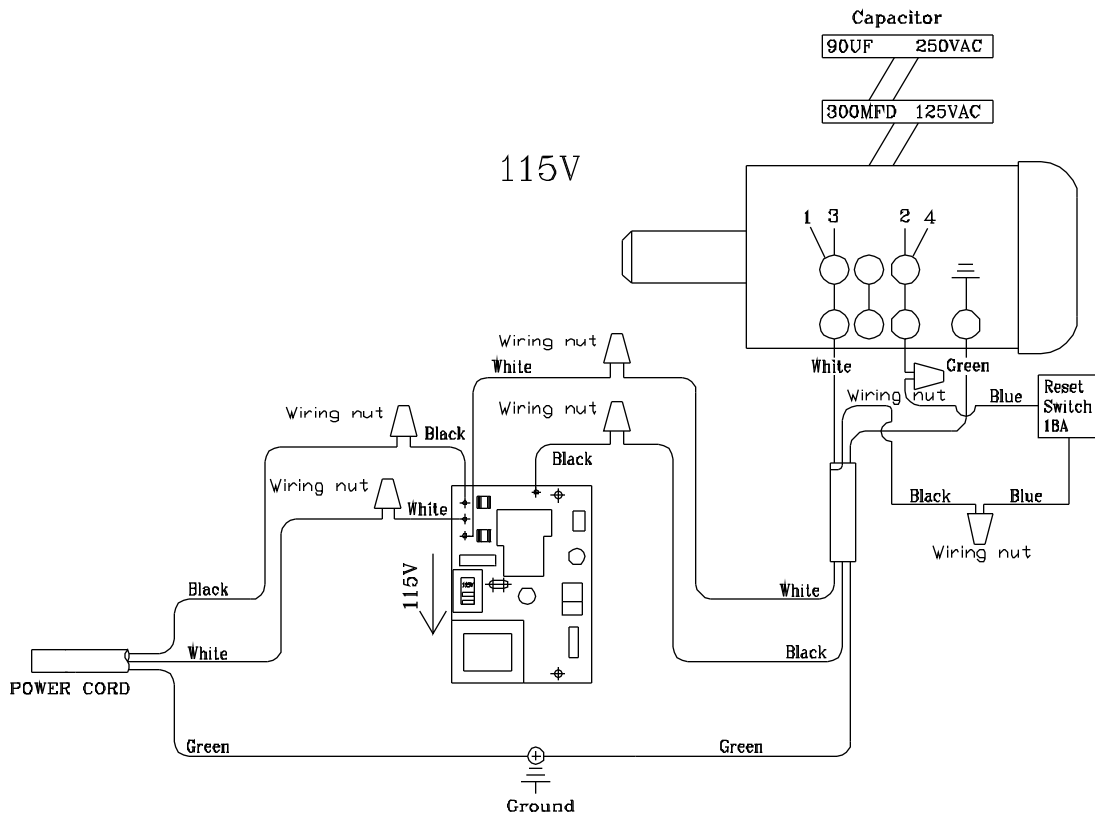 Capacitor
90UF 250VAC
300MFD 125VAC
115V
1 3 2 4
Wiring nut
White
White
Green
Wiring nut
Blue
Reset
Switch
18A
Wiring nut
Black
Wiring nut
Black
Wiring nut
White
Black
Blue
Wiring nut
115V
115V
Black
White
White
Black
POWER CORD
Green
Green
Ground